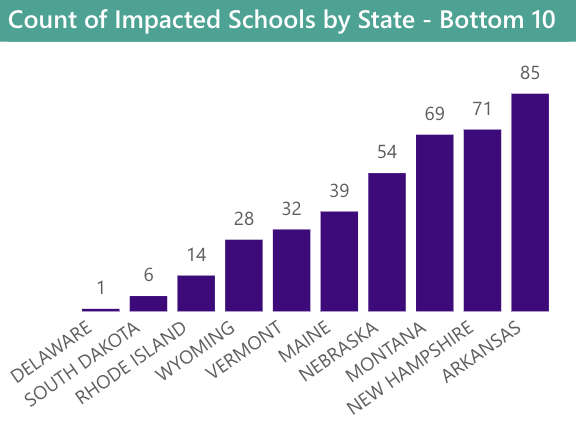 Count of Impacted Schools by State - Bottom 10
85
71
69
54
39
32
28
14
6
1
DELAWARE
SOUTH DAKOTA
RHODE ISLAND
WYOMING
VERMONT
MAINE
NEBRASKA
MONTANA
NEW HAMPSHIRE
ARKANSAS